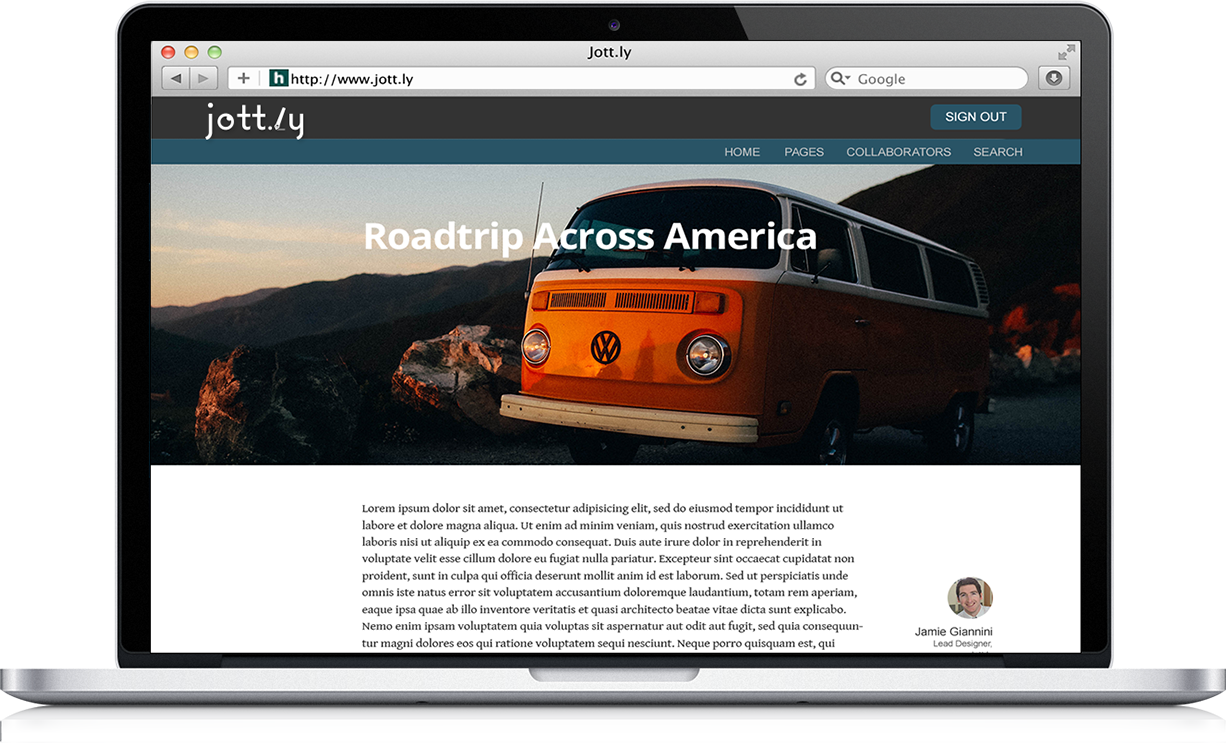 Jott.ly
http://www.jott.ly
Google
jott.ly
SIGN OUT
HOME PAGES COLLABORATORS SEARCH
Roadtrip Across America
Lorem ipsum dolor sit amet, consectetur adipisicing elit, sed do eiusmod tempor incididunt ut
labore et dolore magna aliqua. Ut enim ad minim veniam, quis nostrud exercitation ullamco
laboris nisi ut aliquip ex ea commodo consequat. Duis aute irure dolor in reprehenderit in
voluptate velit esse cillum dolore eu fugiat nulla pariatur. Excepteur sint occaecat cupidatat non
proident, sunt in culpa qui officia deserunt mollit anim id est laborum. Sed ut perspiciatis unde
omnis iste natus error sit voluptatem accusantium doloremque laudantium, totam rem aperiam,
eaque ipsa quae ab illo inventore veritatis et quasi architecto beatae vitae dicta sunt explicabo.
Nemo enim ipsam voluptatem quia voluptas sit aspernatur aut odit aut fugit, sed quia consequun-
tur magni dolores eos qui ratione voluptatem sequi nesciunt. Neque porro quisquam est, qui
Jamie Giannini
Lead Designer,